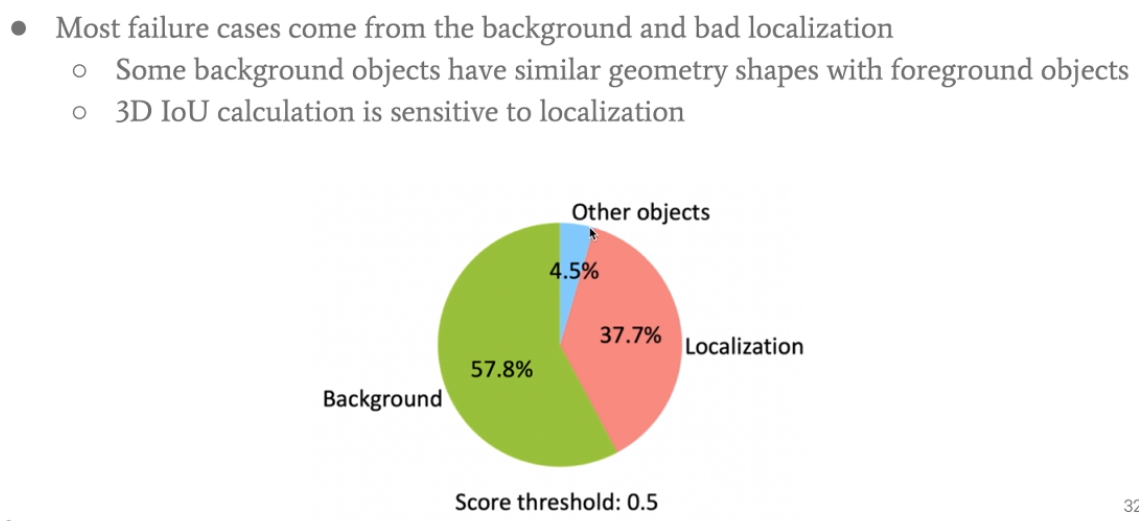 ● Most failure cases come from the background and bad localization
○ Some background objects have similar geometry shapes with foreground objects
○ 3D IoU calculation is sensitive to localization
Other objects
4.5%
37.7%
Localization
57.8%
Background
Score threshold: 0.5
32